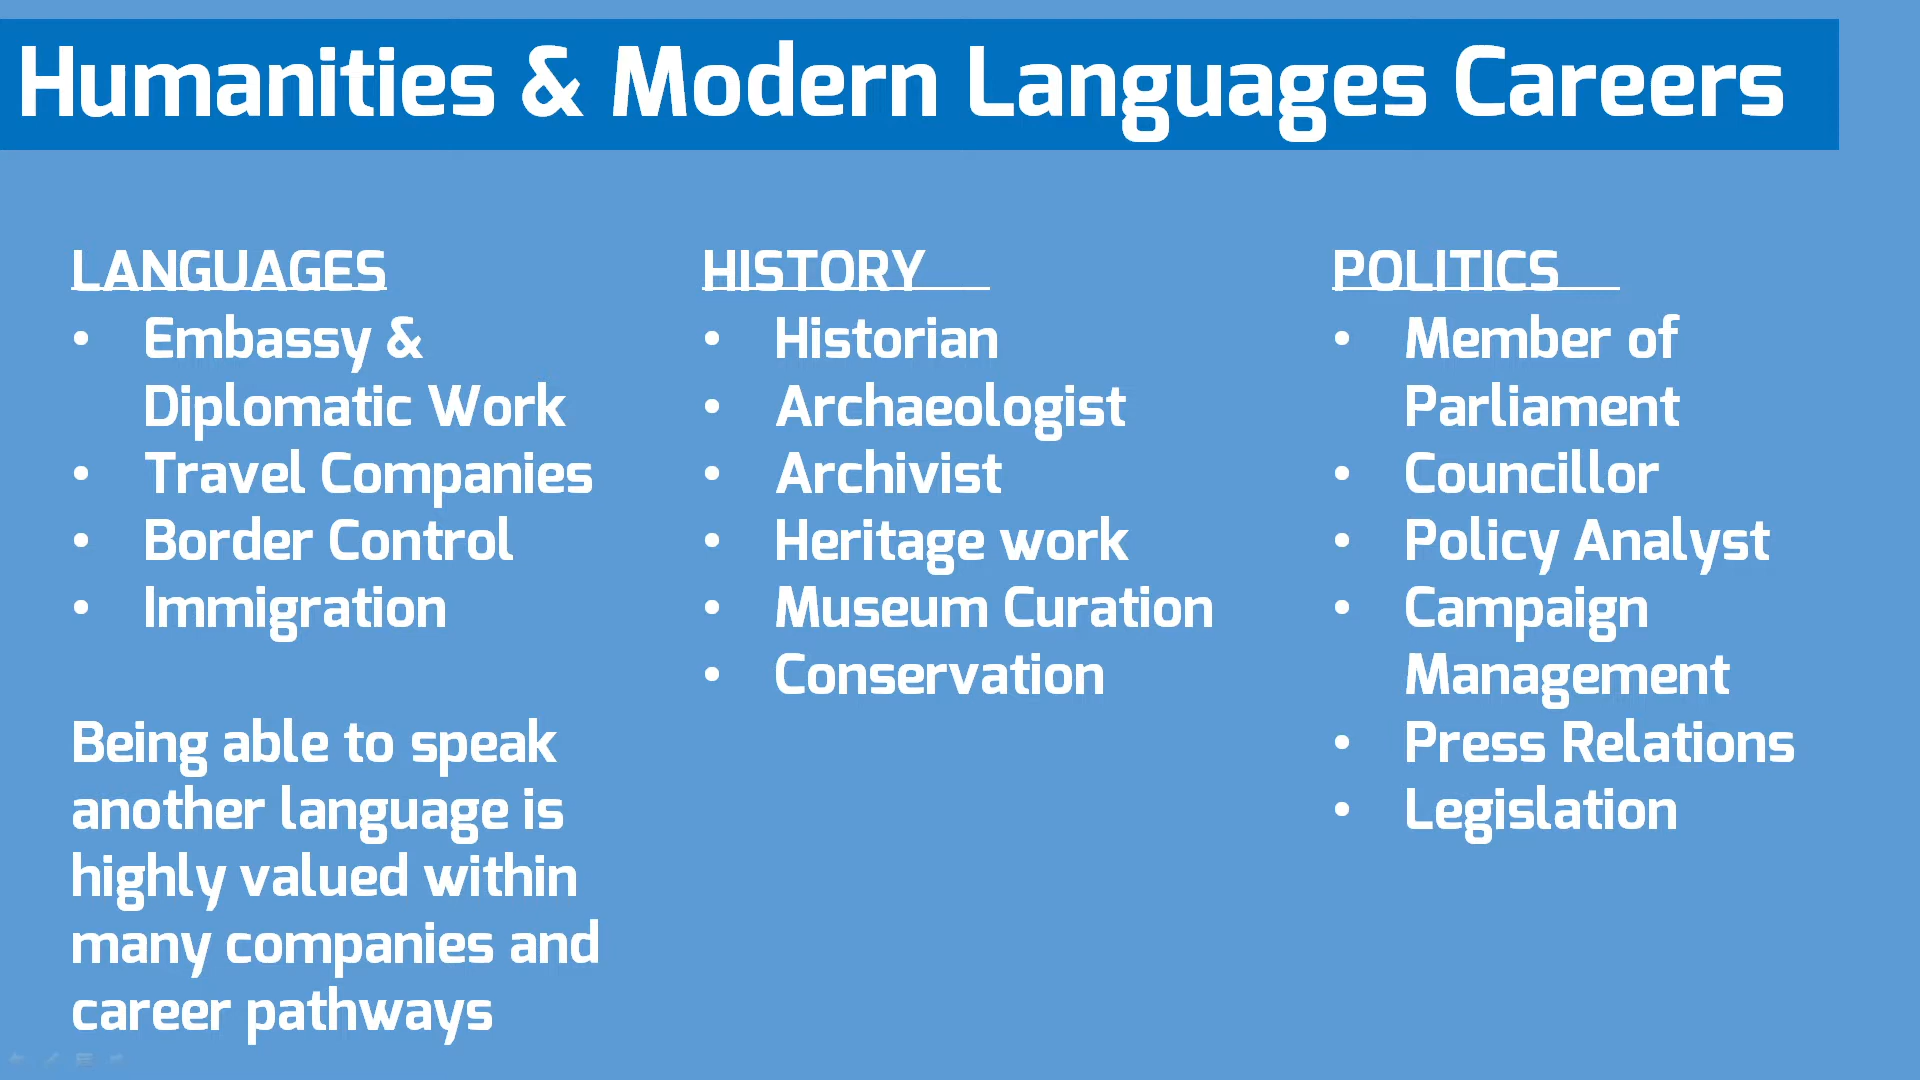 Humanities & Modern Languages Careers
LANGUAGES
• Embassy &
Diplomatic Work
• Travel Companies
• Border Control
• Immigration
Being able to speak
another language is
highly valued within
many companies and
career pathways
HISTORY
• Historian
• Archaeologist
• Archivist
• Heritage work
• Museum Curation
• Conservation
POLITICS
• Member of
Parliament
• Councillor
• Policy Analyst
• Campaign
Management
• Press Relations
• Legislation